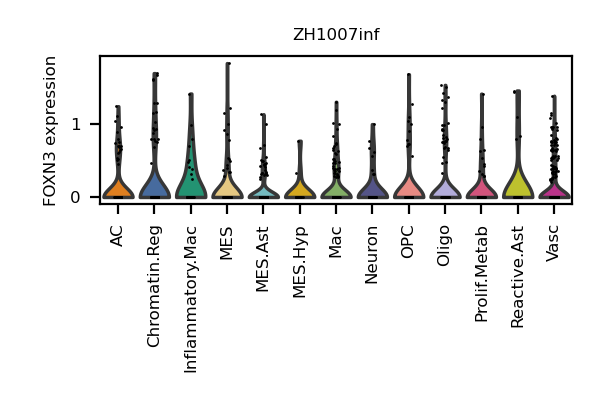 ZH1007inf
FOXN3 expression
1
0
AC
Chromatin.Reg
Inflammatory.Mac
MES
MES.Ast
MES.Hyp
Mac
Neuron
OPC
Oligo
Prolif.Metab
Reactive.Ast
Vasc